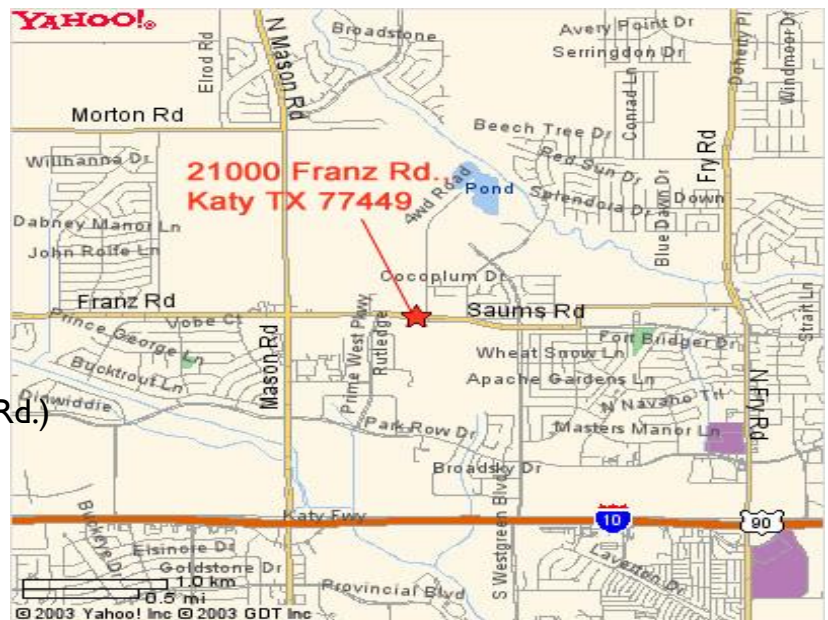 YAHOO!®
Elrod Rd
N Mason Rd
Broadstone
Avery Point Dr
Serringdon Dr
Doherty Pl
Windmoor Dr
Conrad Ln
Morton Rd
Beech Tree Dr
Red Sun Dr
Fry Rd
Willhanna Dr
21000 Franz Rd.,
Katy TX 77449
4wd Road
Pond
Splendora Dr
Down
Blue Dawn Dr
Dabney Manor Ln
John Rolfe Ln
Cocoplum Dr
Franz Rd
Saums Rd
Strait Ln
Prince George Ln
Vobe Ct
Mason Rd
Prime West Pkwy
Rutledge
Fort Bridger Dr
Wheat Snow Ln
Bucktrout Ln
Apache Gardens Ln
Dinwiddie
N Navaho Trl
N Fry Rd
Rd.)
Park Row Dr
Masters Manor Ln
Broadsky Dr
S Westgreen Blvd
Katy Fwy
10
90
Buckeye Dr
Elsinore Dr
Goldstone Dr
Laverton Dr
1.0 km
Provincial Blvd
0.5 mi
© 2003 Yahoo! Inc © 2003 GDT Inc